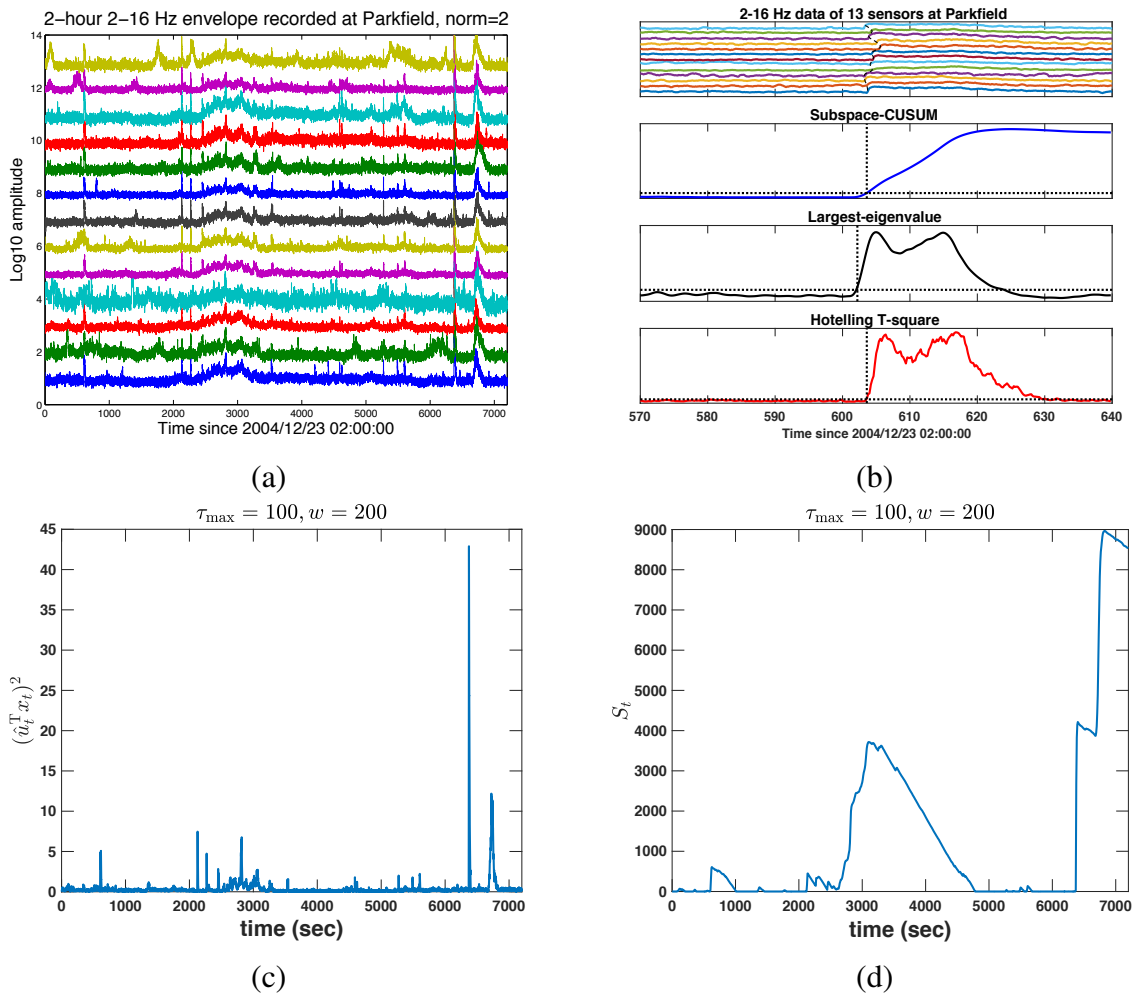 2-hour 2-16 Hz envelope recorded at Parkfield, norm=2
14
12
10
8
6
4
2
0
Log10 amplitude
0 1000 2000 3000 4000 5000 6000 7000
Time since 2004/12/23 02:00:00
(a)
2-16 Hz data of 13 sensors at Parkfield
Subspace-CUSUM
Largest-eigenvalue
Hotelling T-square
570 580 590 600 610 620 630 640
Time since 2004/12/23 02:00:00
(b)
τmax = 100, w = 200
45
40
35
30
25
20
15
10
5
0
(û_t^T x_t)^2
0 1000 2000 3000 4000 5000 6000 7000
time (sec)
(c)
τmax = 100, w = 200
9000
8000
7000
6000
5000
4000
3000
2000
1000
0
S_t
0 1000 2000 3000 4000 5000 6000 7000
time (sec)
(d)